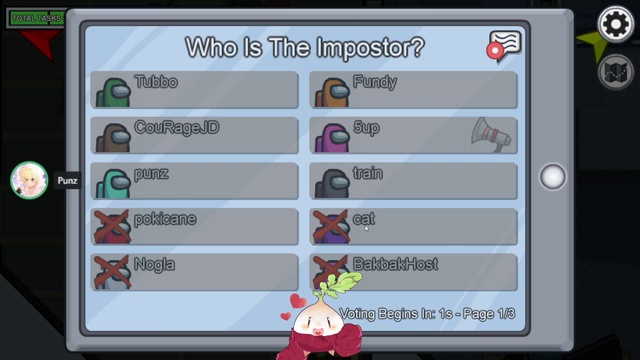 TOTAL TASKS
Who Is The Impostor?
Tubbo
Fundy
CouRageJD
5up
punz
Punz
train
pokicane
cat
Nogla
BakbakHost
Voting Begins In: 1s - Page 1/3